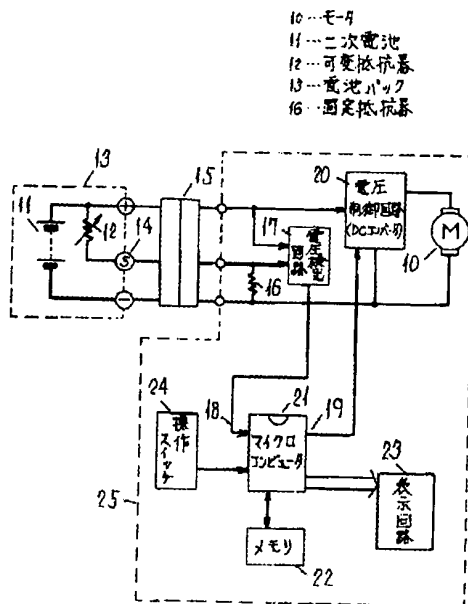 10…モータ
11…二次電池
12…可変抵抗器
13…電池パック
16…固定抵抗器
13
15
20
電圧
制御回路
(DCコンバータ)
11
12
14
17
電圧検出
回路
M
10
+
S
-
16
24
操作
スイッチ
18
21
19
マイクロ
コンピュータ
23
表示回路
25
メモリ
22